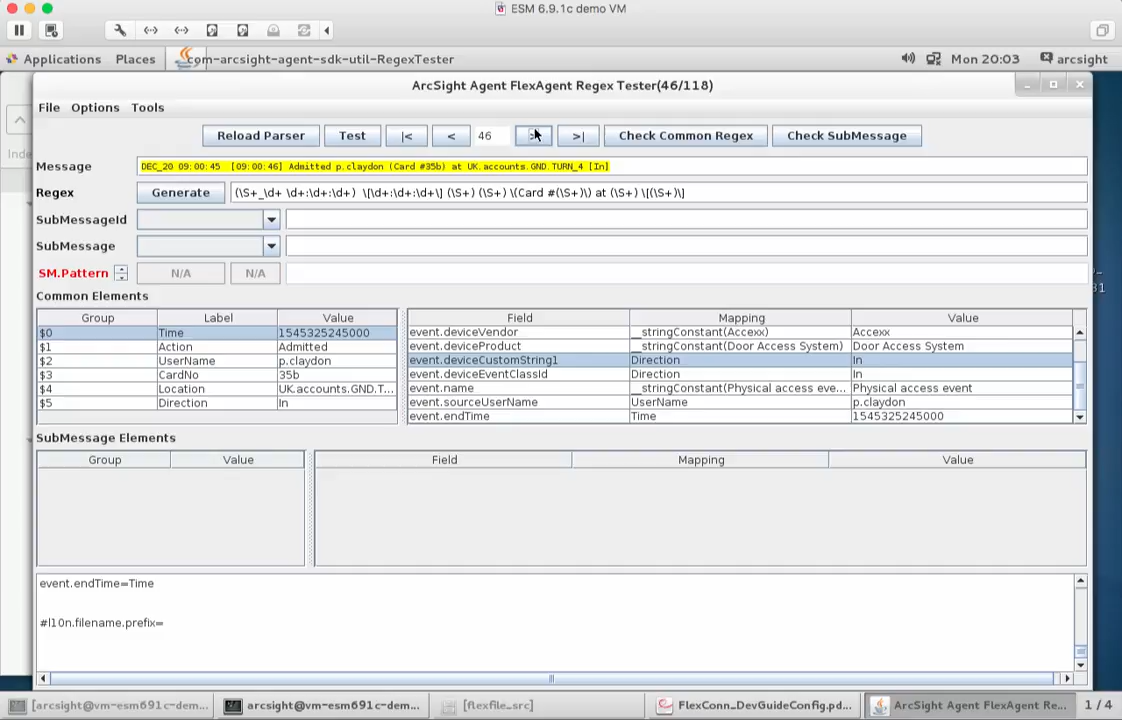 ESM 6.9.1c demo VM
Applications Places com-arcsight-agent-sdk-util-RegexTester Mon 20:03 arcsight
ArcSight Agent FlexAgent Regex Tester(46/118)
File Options Tools
Reload Parser Test |< < 46 > >| Check Common Regex Check SubMessage
Message DEC_20 09:00:45 [09:00:46] Admitted p.claydon (Card #35b) at UK.accounts.GND.TURN_4 [In]
Regex Generate (\S+_\d+ \d+:\d+:\d+) \[\d+:\d+:\d+\] (\S+) (\S+) \(Card #(\S+)\) at (\S+) \[(\S+)\]
SubMessageId
SubMessage
SM.Pattern N/A N/A
Common Elements
Group Label Value Field Mapping Value
$0 Time 1545325245000 event.deviceVendor __stringConstant(Accexx) Accexx
$1 Action Admitted event.deviceProduct __stringConstant(Door Access System) Door Access System
$2 UserName p.claydon event.deviceCustomString1 Direction In
$3 CardNo 35b event.deviceEventClassId Direction In
$4 Location UK.accounts.GND.T... event.name __stringConstant(Physical access eve... Physical access event
$5 Direction In event.sourceUserName UserName p.claydon
event.endTime Time 1545325245000
SubMessage Elements
Group Value Field Mapping Value
event.endTime=Time
#l10n.filename.prefix=
[arcsight@vm-esm691c-dem... arcsight@vm-esm691c-dem... [flexfile_src] FlexConn_DevGuideConfig.pd... ArcSight Agent FlexAgent Re... 1 / 4